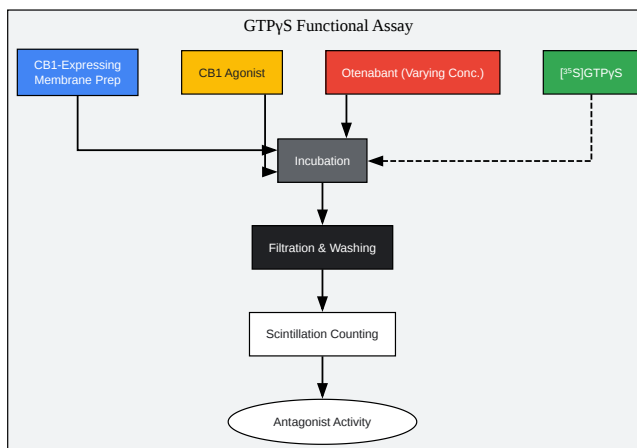 GTPγS Functional Assay
CB1-Expressing
Membrane Prep
CB1 Agonist
Otenabant (Varying Conc.)
[³⁵S]GTPγS
Incubation
Filtration & Washing
Scintillation Counting
Antagonist Activity